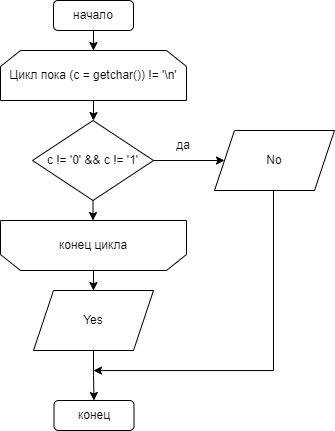 начало
Цикл пока (c = getchar()) != '\n'
c != '0' && c != '1'
да
No
конец цикла
Yes
конец